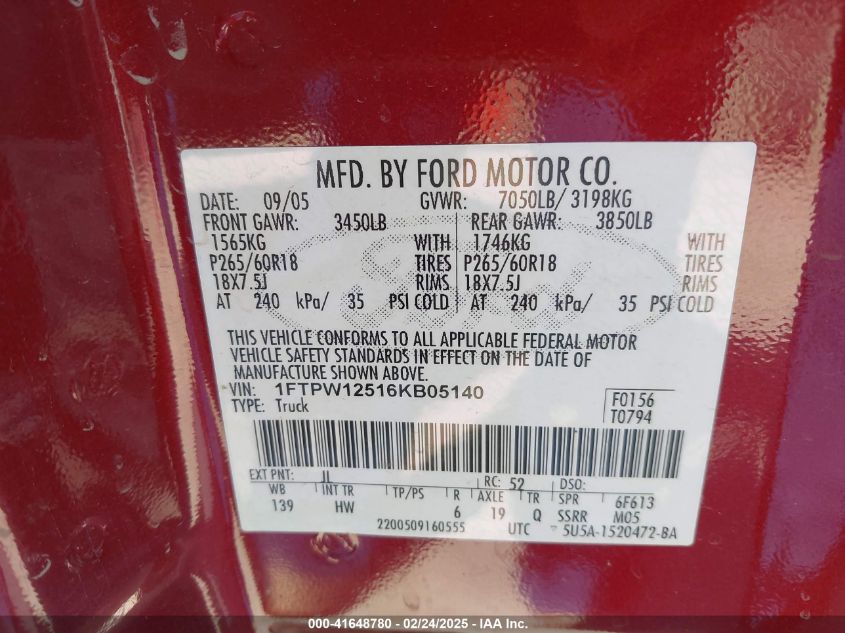 MFD. BY FORD MOTOR CO.
DATE: 09/05 GVWR: 7050LB/ 3198KG
FRONT GAWR: 3450LB REAR GAWR: 3850LB
1565KG WITH 1746KG WITH
P265/60R18 TIRES P265/60R18 TIRES
18X7.5J RIMS 18X7.5J RIMS
AT 240 kPa/ 35 PSI COLD AT 240 kPa/ 35 PSI COLD
THIS VEHICLE CONFORMS TO ALL APPLICABLE FEDERAL MOTOR
VEHICLE SAFETY STANDARDS IN EFFECT ON THE DATE OF
MANUFACTURE SHOWN ABOVE.
VIN: 1FTPW12516KB05140 F0156
TYPE: Truck T0794
EXT PNT: JL RC: 52 DSO:
WB INT TR TP/PS R AXLE TR SPR 6F613
139 HW 6 19 Q SSRR M05
2200509160555 UTC 5U5A-1520472-BA
000-41648780 - 02/24/2025 - IAA Inc.